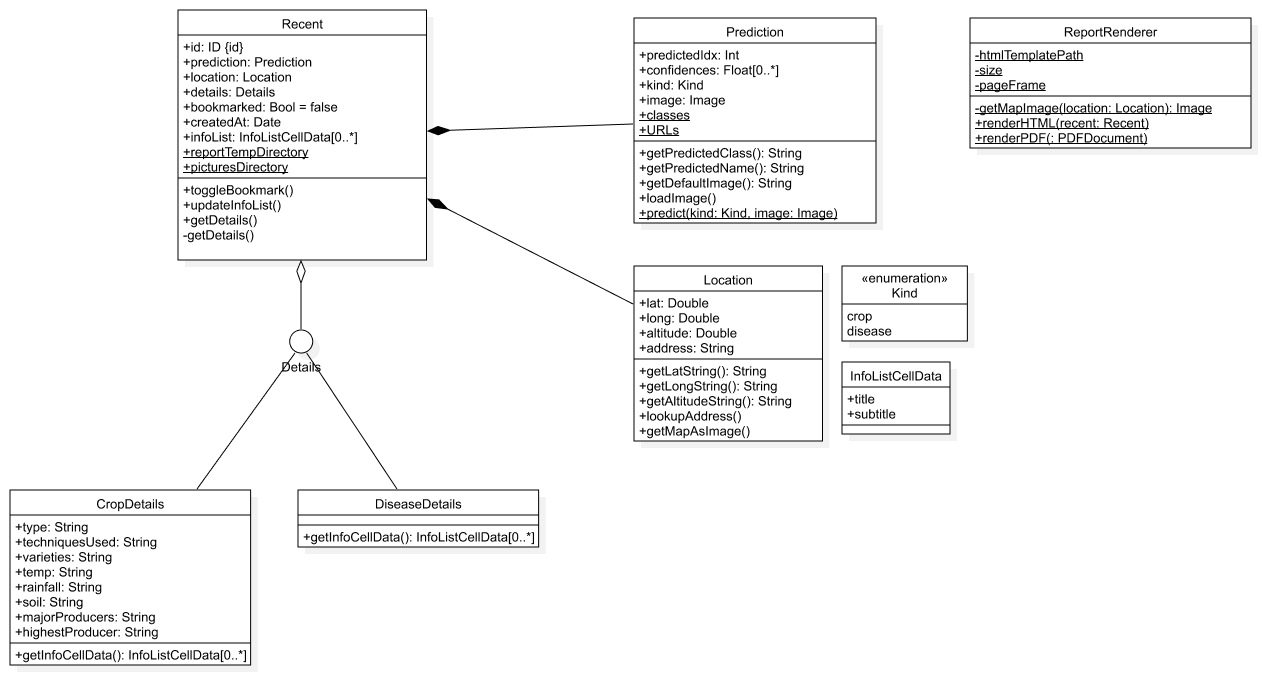 Recent
+id: ID {id}
+prediction: Prediction
+location: Location
+details: Details
+bookmarked: Bool = false
+createdAt: Date
+infoList: InfoListCellData[0..*]
+reportTempDirectory
+picturesDirectory
+toggleBookmark()
+updateInfoList()
+getDetails()
-getDetails()
Prediction
+predictedIdx: Int
+confidences: Float[0..*]
+kind: Kind
+image: Image
+classes
+URLs
+getPredictedClass(): String
+getPredictedName(): String
+getDefaultImage(): String
+loadImage()
+predict(kind: Kind, image: Image)
ReportRenderer
-htmlTemplatePath
-size
-pageFrame
-getMapImage(location: Location): Image
+renderHTML(recent: Recent)
+renderPDF(: PDFDocument)
Location
+lat: Double
+long: Double
+altitude: Double
+address: String
+getLatString(): String
+getLongString(): String
+getAltitudeString(): String
+lookupAddress()
+getMapAsImage()
«enumeration»
Kind
crop
disease
InfoListCellData
+title
+subtitle
Details
CropDetails
+type: String
+techniquesUsed: String
+varieties: String
+temp: String
+rainfall: String
+soil: String
+majorProducers: String
+highestProducer: String
+getInfoCellData(): InfoListCellData[0..*]
DiseaseDetails
+getInfoCellData(): InfoListCellData[0..*]